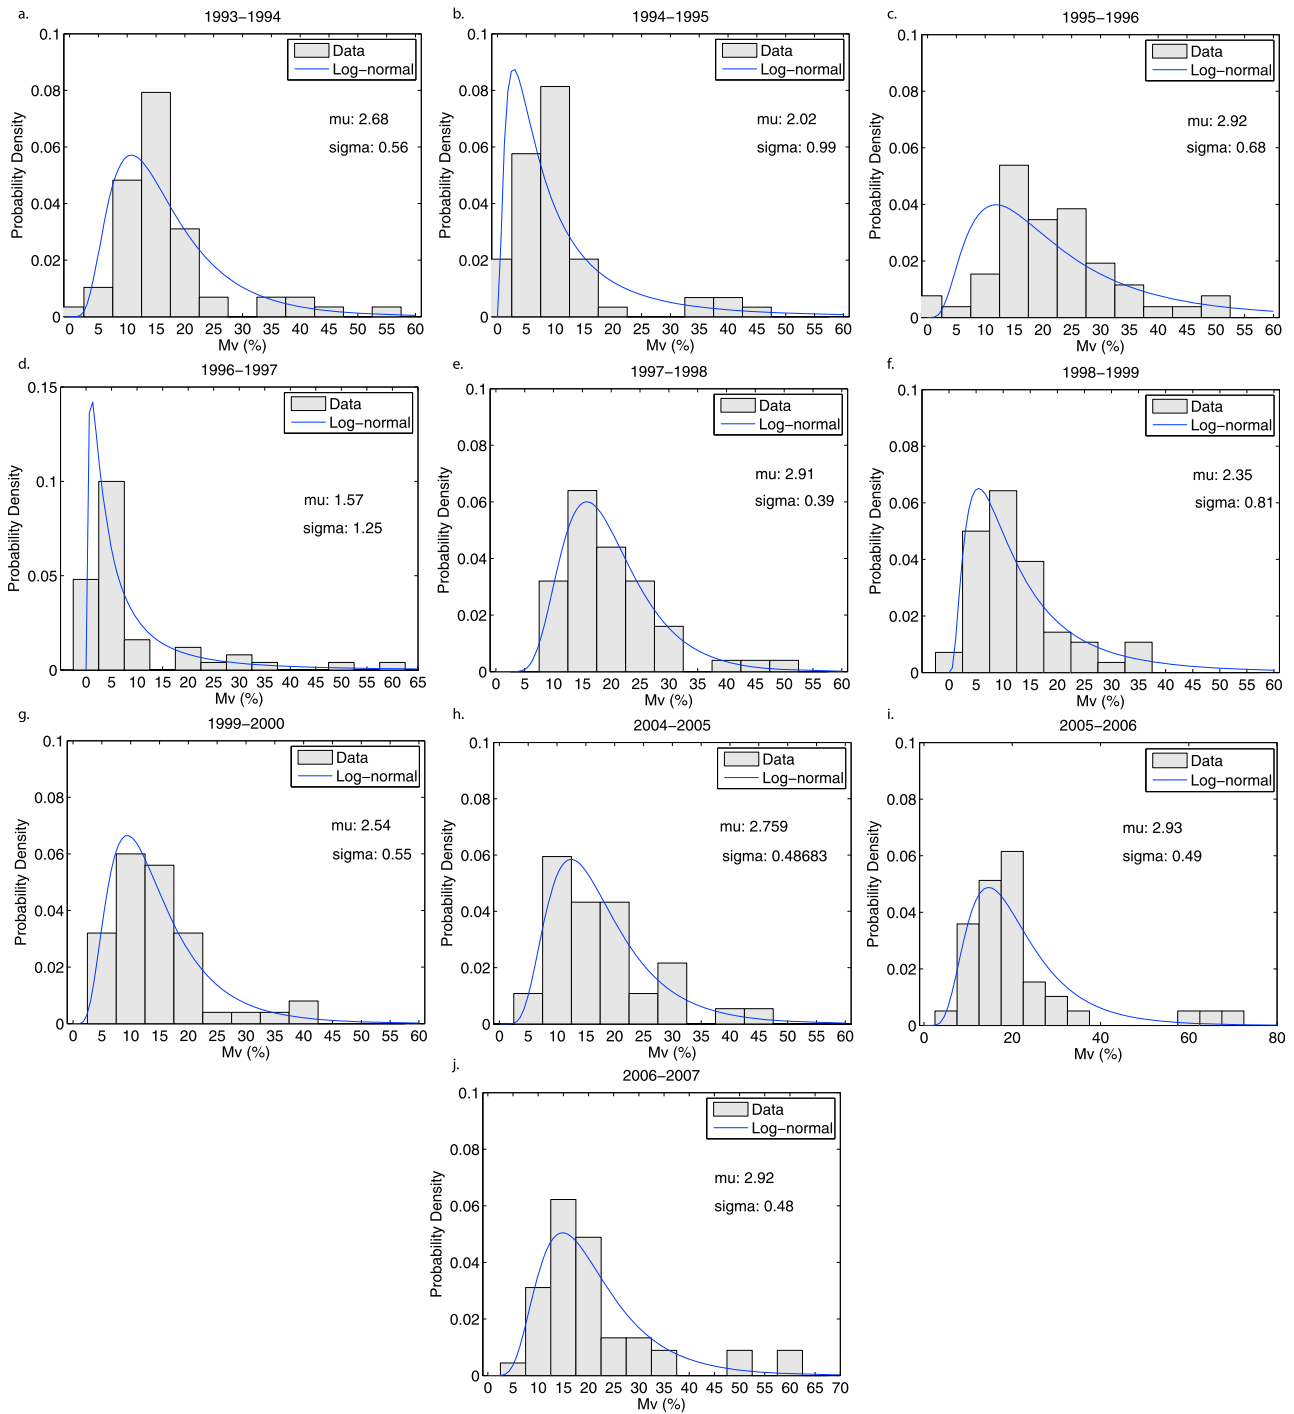 a.
1993−1994
0.1
0.08
0.06
0.04
0.02
0
Probability Density
Data
Log−normal
mu: 2.68
sigma: 0.56
0 5 10 15 20 25 30 35 40 45 50 55 60
Mv (%)
b.
1994−1995
0.1
0.08
0.06
0.04
0.02
0
Probability Density
Data
Log−normal
mu: 2.02
sigma: 0.99
0 5 10 15 20 25 30 35 40 45 50 55 60
Mv (%)
c.
1995−1996
0.1
0.08
0.06
0.04
0.02
0
Probability Density
Data
Log−normal
mu: 2.92
sigma: 0.68
0 5 10 15 20 25 30 35 40 45 50 55 60
Mv (%)
d.
1996−1997
0.15
0.1
0.05
0
Probability Density
Data
Log−normal
mu: 1.57
sigma: 1.25
0 5 10 15 20 25 30 35 40 45 50 55 60 65
Mv (%)
e.
1997−1998
0.1
0.08
0.06
0.04
0.02
0
Probability Density
Data
Log−normal
mu: 2.91
sigma: 0.39
0 5 10 15 20 25 30 35 40 45 50 55 60
Mv (%)
f.
1998−1999
0.1
0.08
0.06
0.04
0.02
0
Probability Density
Data
Log−normal
mu: 2.35
sigma: 0.81
0 5 10 15 20 25 30 35 40 45 50 55 60
Mv (%)
g.
1999−2000
0.1
0.08
0.06
0.04
0.02
0
Probability Density
Data
Log−normal
mu: 2.54
sigma: 0.55
0 5 10 15 20 25 30 35 40 45 50 55 60
Mv (%)
h.
2004−2005
0.1
0.08
0.06
0.04
0.02
0
Probability Density
Data
Log−normal
mu: 2.759
sigma: 0.48683
0 5 10 15 20 25 30 35 40 45 50 55 60
Mv (%)
i.
2005−2006
0.1
0.08
0.06
0.04
0.02
0
Probability Density
Data
Log−normal
mu: 2.93
sigma: 0.49
0 20 40 60 80
Mv (%)
j.
2006−2007
0.1
0.08
0.06
0.04
0.02
0
Probability Density
Data
Log−normal
mu: 2.92
sigma: 0.48
0 5 10 15 20 25 30 35 40 45 50 55 60 65 70
Mv (%)